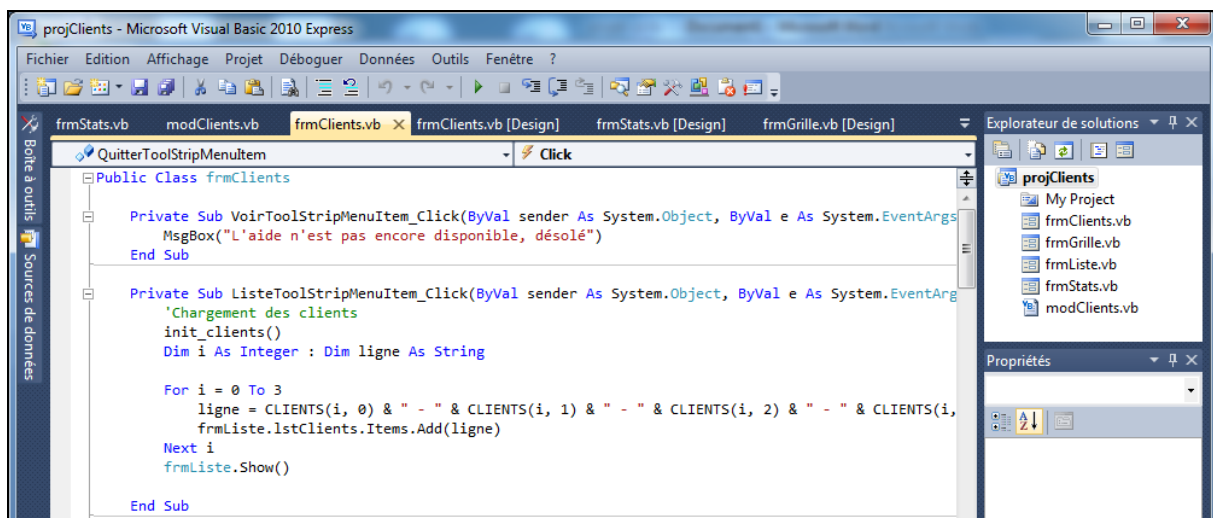 projClients - Microsoft Visual Basic 2010 Express
Fichier Edition Affichage Projet Déboguer Données Outils Fenêtre ?
frmStats.vb modClients.vb frmClients.vb frmClients.vb [Design] frmStats.vb [Design] frmGrille.vb [Design]
Explorateur de solutions
Boîte à outils
Sources de données
QuitterToolStripMenuItem Click
Public Class frmClients
Private Sub VoirToolStripMenuItem_Click(ByVal sender As System.Object, ByVal e As System.EventArgs
MsgBox("L'aide n'est pas encore disponible, désolé")
End Sub
Private Sub ListeToolStripMenuItem_Click(ByVal sender As System.Object, ByVal e As System.EventArg
'Chargement des clients
init_clients()
Dim i As Integer : Dim ligne As String
For i = 0 To 3
ligne = CLIENTS(i, 0) & " - " & CLIENTS(i, 1) & " - " & CLIENTS(i, 2) & " - " & CLIENTS(i,
frmListe.lstClients.Items.Add(ligne)
Next i
frmListe.Show()
End Sub
projClients
My Project
frmClients.vb
frmGrille.vb
frmListe.vb
frmStats.vb
modClients.vb
Propriétés